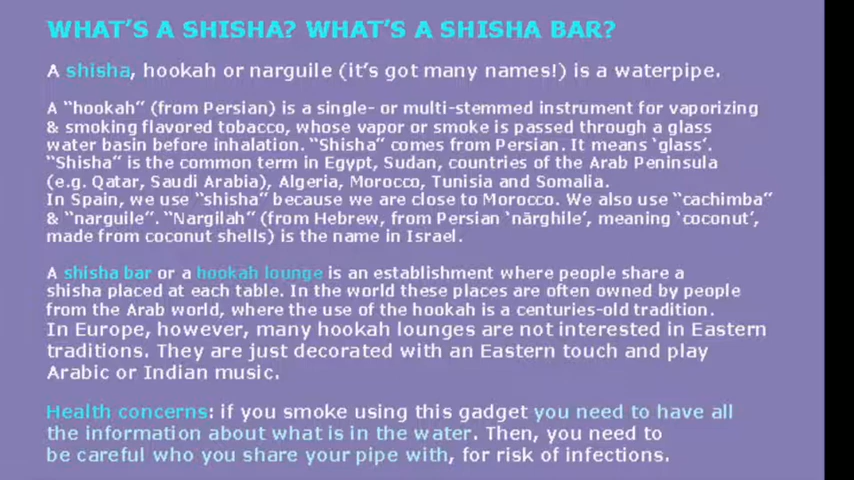 WHAT'S A SHISHA? WHAT'S A SHISHA BAR?
A shisha, hookah or narguile (it's got many names!) is a waterpipe.
A “hookah” (from Persian) is a single- or multi-stemmed instrument for vaporizing
& smoking flavored tobacco, whose vapor or smoke is passed through a glass
water basin before inhalation. “Shisha” comes from Persian. It means ‘glass’.
“Shisha” is the common term in Egypt, Sudan, countries of the Arab Peninsula
(e.g. Qatar, Saudi Arabia), Algeria, Morocco, Tunisia and Somalia.
In Spain, we use “shisha” because we are close to Morocco. We also use “cachimba”
& “narguile”. “Nargilah” (from Hebrew, from Persian ‘nārghile’, meaning ‘coconut’,
made from coconut shells) is the name in Israel.
A shisha bar or a hookah lounge is an establishment where people share a
shisha placed at each table. In the world these places are often owned by people
from the Arab world, where the use of the hookah is a centuries-old tradition.
In Europe, however, many hookah lounges are not interested in Eastern
traditions. They are just decorated with an Eastern touch and play
Arabic or Indian music.
Health concerns: if you smoke using this gadget you need to have all
the information about what is in the water. Then, you need to
be careful who you share your pipe with, for risk of infections.